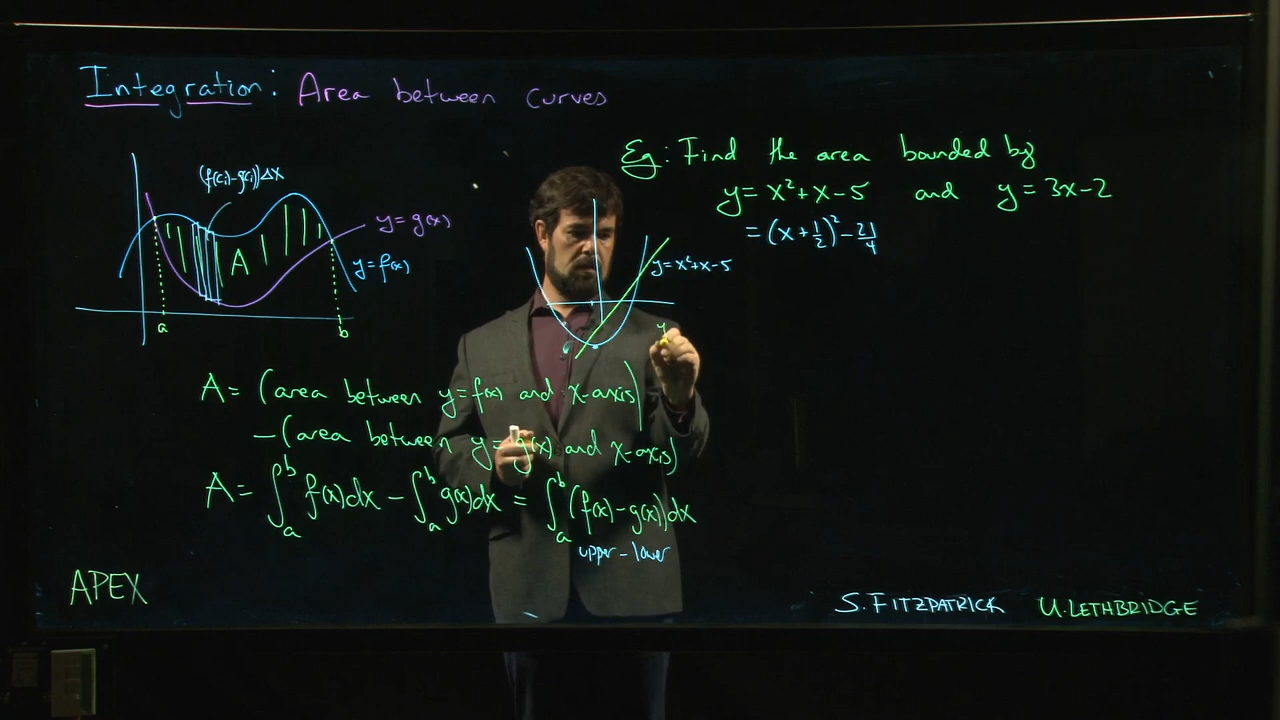 Integration: Area between curves
(f(cᵢ)-g(cᵢ))Δx
y=g(x)
y=f(x)
A
a
b
Eg: Find the area bounded by
y=x²+x-5 and y=3x-2
=(x+1/2)²-21/4
y=x²+x-5
y
A= (area between y=f(x) and x-axis)
-(area between y=g(x) and x-axis)
A= ∫ₐᵇ f(x)dx - ∫ₐᵇ g(x)dx = ∫ₐᵇ (f(x)-g(x))dx
upper-lower
APEX
S. FITZPATRICK U. LETHBRIDGE